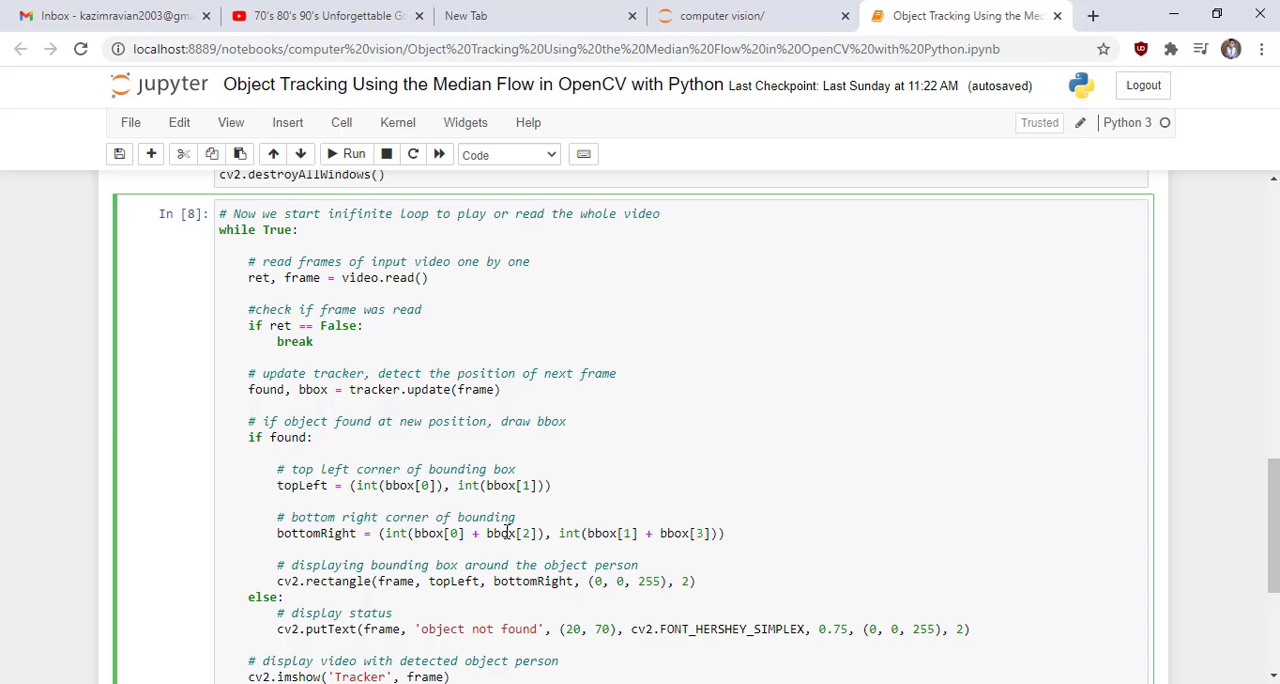 Inbox - kazimravian2003@gma
70's 80's 90's Unforgettable Go
New Tab
computer vision/
Object Tracking Using the Med
localhost:8889/notebooks/computer%20vision/Object%20Tracking%20Using%20the%20Median%20Flow%20in%20OpenCV%20with%20Python.ipynb
jupyter Object Tracking Using the Median Flow in OpenCV with Python Last Checkpoint: Last Sunday at 11:22 AM (autosaved)
Logout
File Edit View Insert Cell Kernel Widgets Help
Trusted Python 3
Run Code
cv2.destroyAllWindows()
In [8]: # Now we start inifinite loop to play or read the whole video
while True:
# read frames of input video one by one
ret, frame = video.read()
#check if frame was read
if ret == False:
break
# update tracker, detect the position of next frame
found, bbox = tracker.update(frame)
# if object found at new position, draw bbox
if found:
# top left corner of bounding box
topLeft = (int(bbox[0]), int(bbox[1]))
# bottom right corner of bounding
bottomRight = (int(bbox[0] + bbox[2]), int(bbox[1] + bbox[3]))
# displaying bounding box around the object person
cv2.rectangle(frame, topLeft, bottomRight, (0, 0, 255), 2)
else:
# display status
cv2.putText(frame, 'object not found', (20, 70), cv2.FONT_HERSHEY_SIMPLEX, 0.75, (0, 0, 255), 2)
# display video with detected object person
cv2.imshow('Tracker', frame)